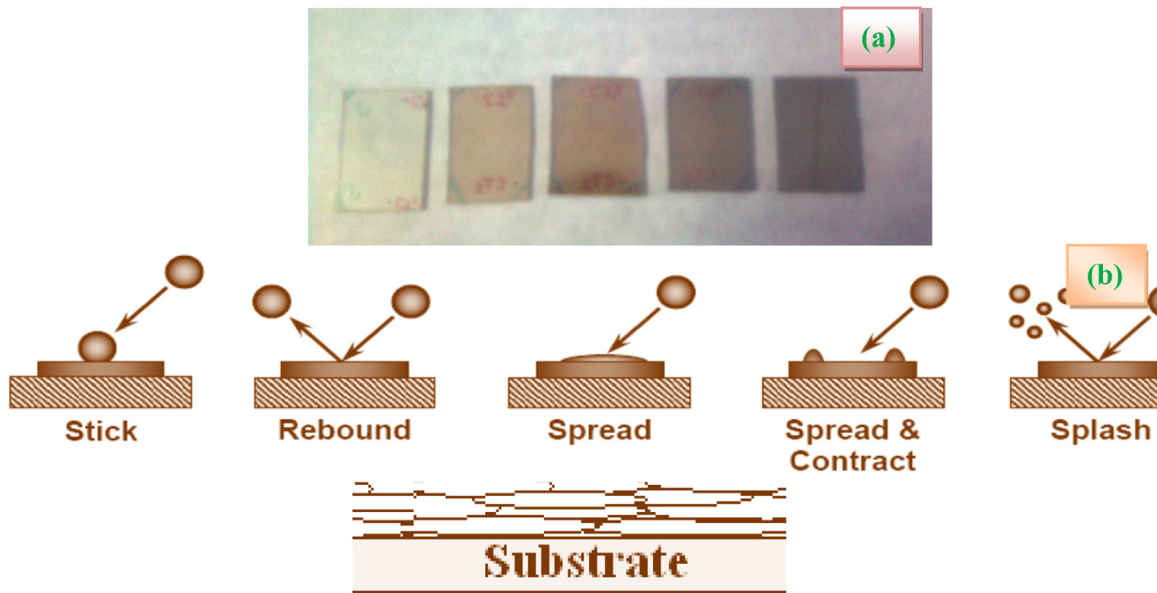 (a)
(b)
Stick
Rebound
Spread
Spread &
Contract
Splash
Substrate